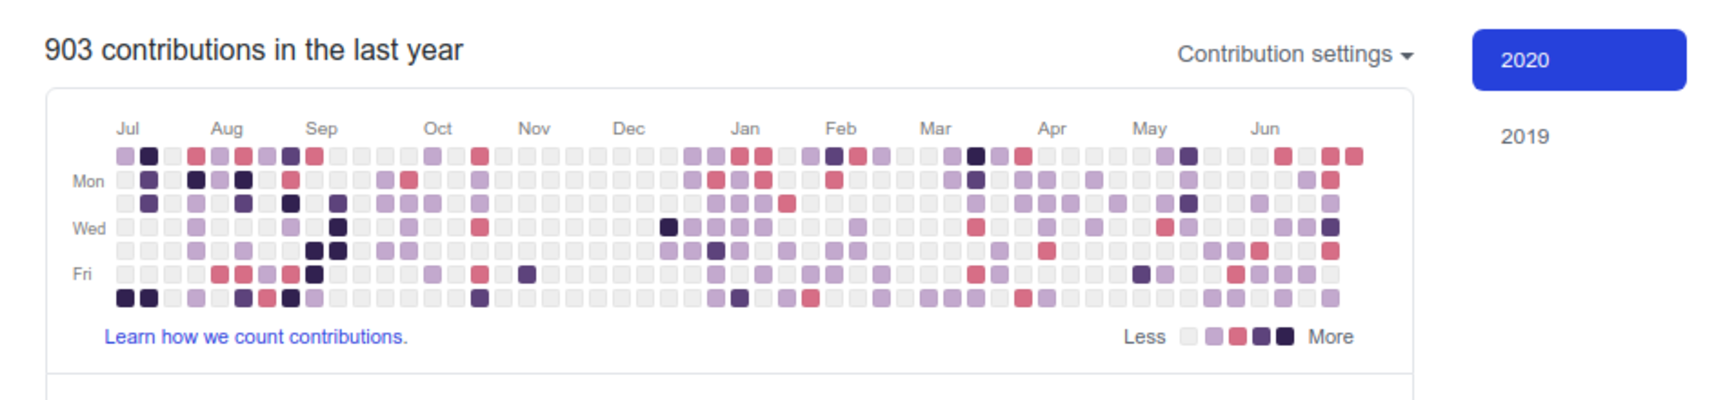 903 contributions in the last year
Contribution settings
2020
2019
Jul Aug Sep Oct Nov Dec Jan Feb Mar Apr May Jun
Mon
Wed
Fri
Learn how we count contributions.
Less More